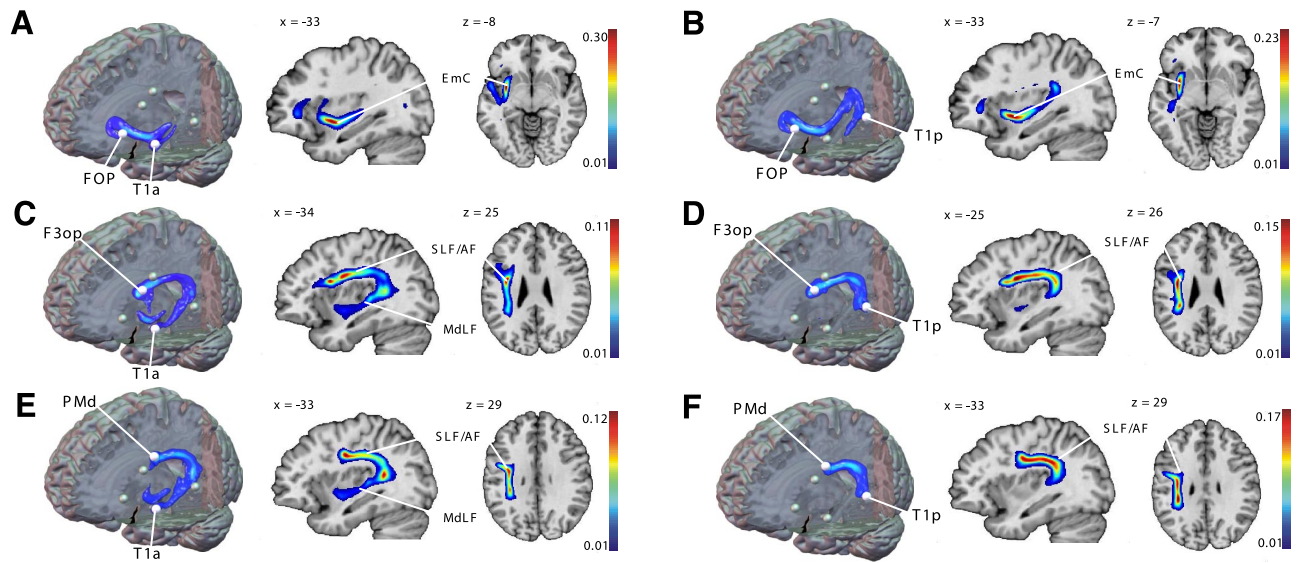 A
x = -33
z = -8
0.30
EmC
0.01
FOP
T1a
B
x = -33
z = -7
0.23
EmC
0.01
T1p
FOP
C
x = -34
z = 25
0.11
F3op
SLF/AF
MdLF
0.01
T1a
D
x = -25
z = 26
0.15
F3op
SLF/AF
T1p
0.01
E
x = -33
z = 29
0.12
PMd
SLF/AF
MdLF
0.01
T1a
F
x = -33
z = 29
0.17
PMd
SLF/AF
T1p
0.01